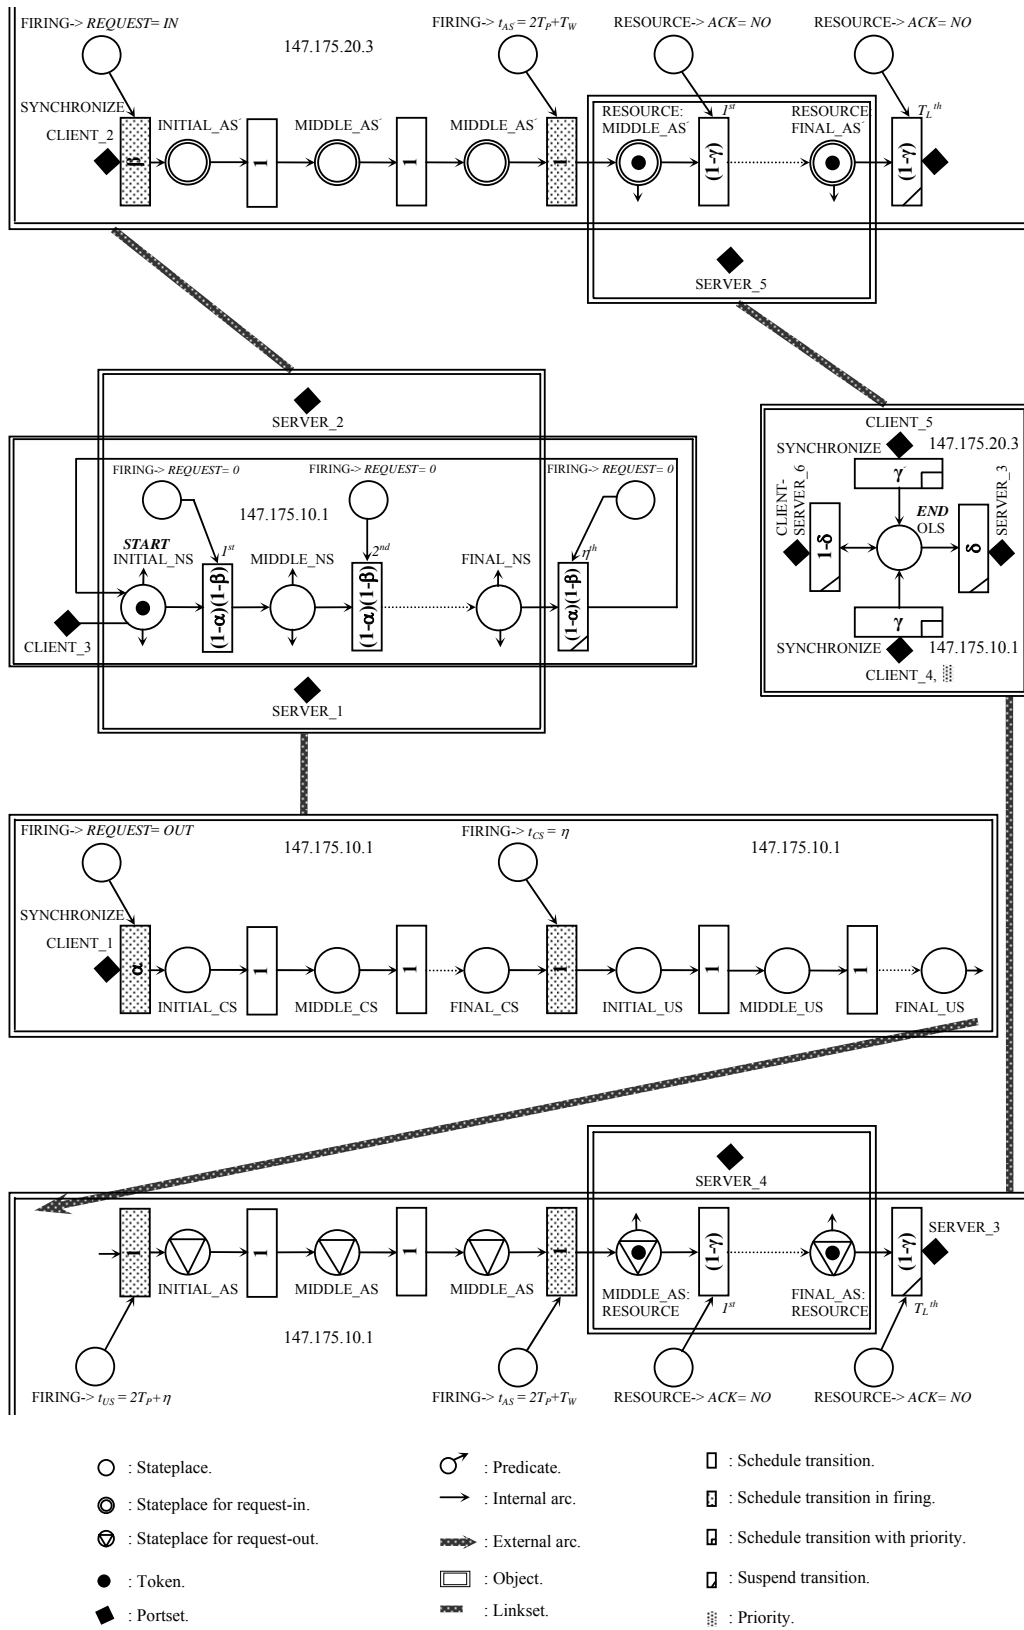 FIRING-> REQUEST= IN
FIRING-> tAS = 2TP+TW
RESOURCE-> ACK= NO
RESOURCE-> ACK= NO
147.175.20.3
SYNCHRONIZE
CLIENT_2
INITIAL_AS´
MIDDLE_AS´
MIDDLE_AS´
RESOURCE:
MIDDLE_AS´
1st
RESOURCE:
FINAL_AS´
TL th
β
1
1
1
(1-γ)
(1-γ)
SERVER_5
SERVER_2
FIRING-> REQUEST= 0
FIRING-> REQUEST= 0
FIRING-> REQUEST= 0
147.175.10.1
START
INITIAL_NS
1st
MIDDLE_NS
2nd
FINAL_NS
ηth
(1-α)(1-β)
(1-α)(1-β)
(1-α)(1-β)
CLIENT_3
SERVER_1
CLIENT_5
SYNCHRONIZE
147.175.20.3
γ´
CLIENT-
SERVER_6
1-δ
END
OLS
δ
SERVER_3
γ
SYNCHRONIZE
147.175.10.1
CLIENT_4,
FIRING-> REQUEST= OUT
147.175.10.1
FIRING-> tCS = η
147.175.10.1
SYNCHRONIZE
CLIENT_1
α
1
1
1
1
1
INITIAL_CS
MIDDLE_CS
FINAL_CS
INITIAL_US
MIDDLE_US
FINAL_US
SERVER_4
1
1
1
1
(1-γ)
(1-γ)
SERVER_3
INITIAL_AS
MIDDLE_AS
MIDDLE_AS
MIDDLE_AS:
RESOURCE
1st
FINAL_AS:
RESOURCE
TL th
147.175.10.1
FIRING-> tUS = 2TP+η
FIRING-> tAS = 2TP+TW
RESOURCE-> ACK= NO
RESOURCE-> ACK= NO
: Stateplace.
: Predicate.
: Schedule transition.
: Stateplace for request-in.
: Internal arc.
: Schedule transition in firing.
: Stateplace for request-out.
: External arc.
: Schedule transition with priority.
: Token.
: Object.
: Suspend transition.
: Portset.
: Linkset.
: Priority.